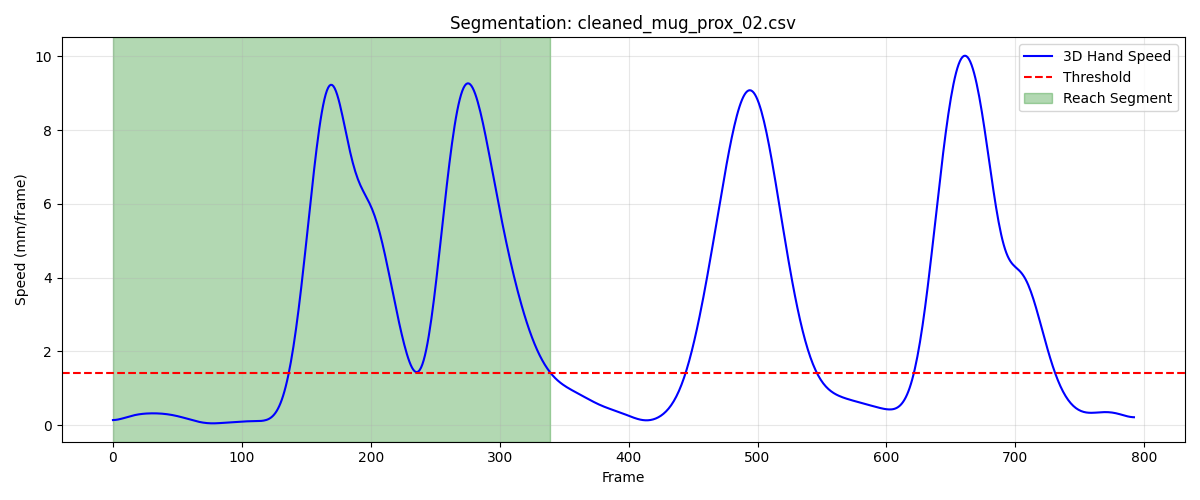 Segmentation: cleaned_mug_prox_02.csv
3D Hand Speed
Threshold
Reach Segment
Speed (mm/frame)
10
8
6
4
2
0
0 100 200 300 400 500 600 700 800
Frame